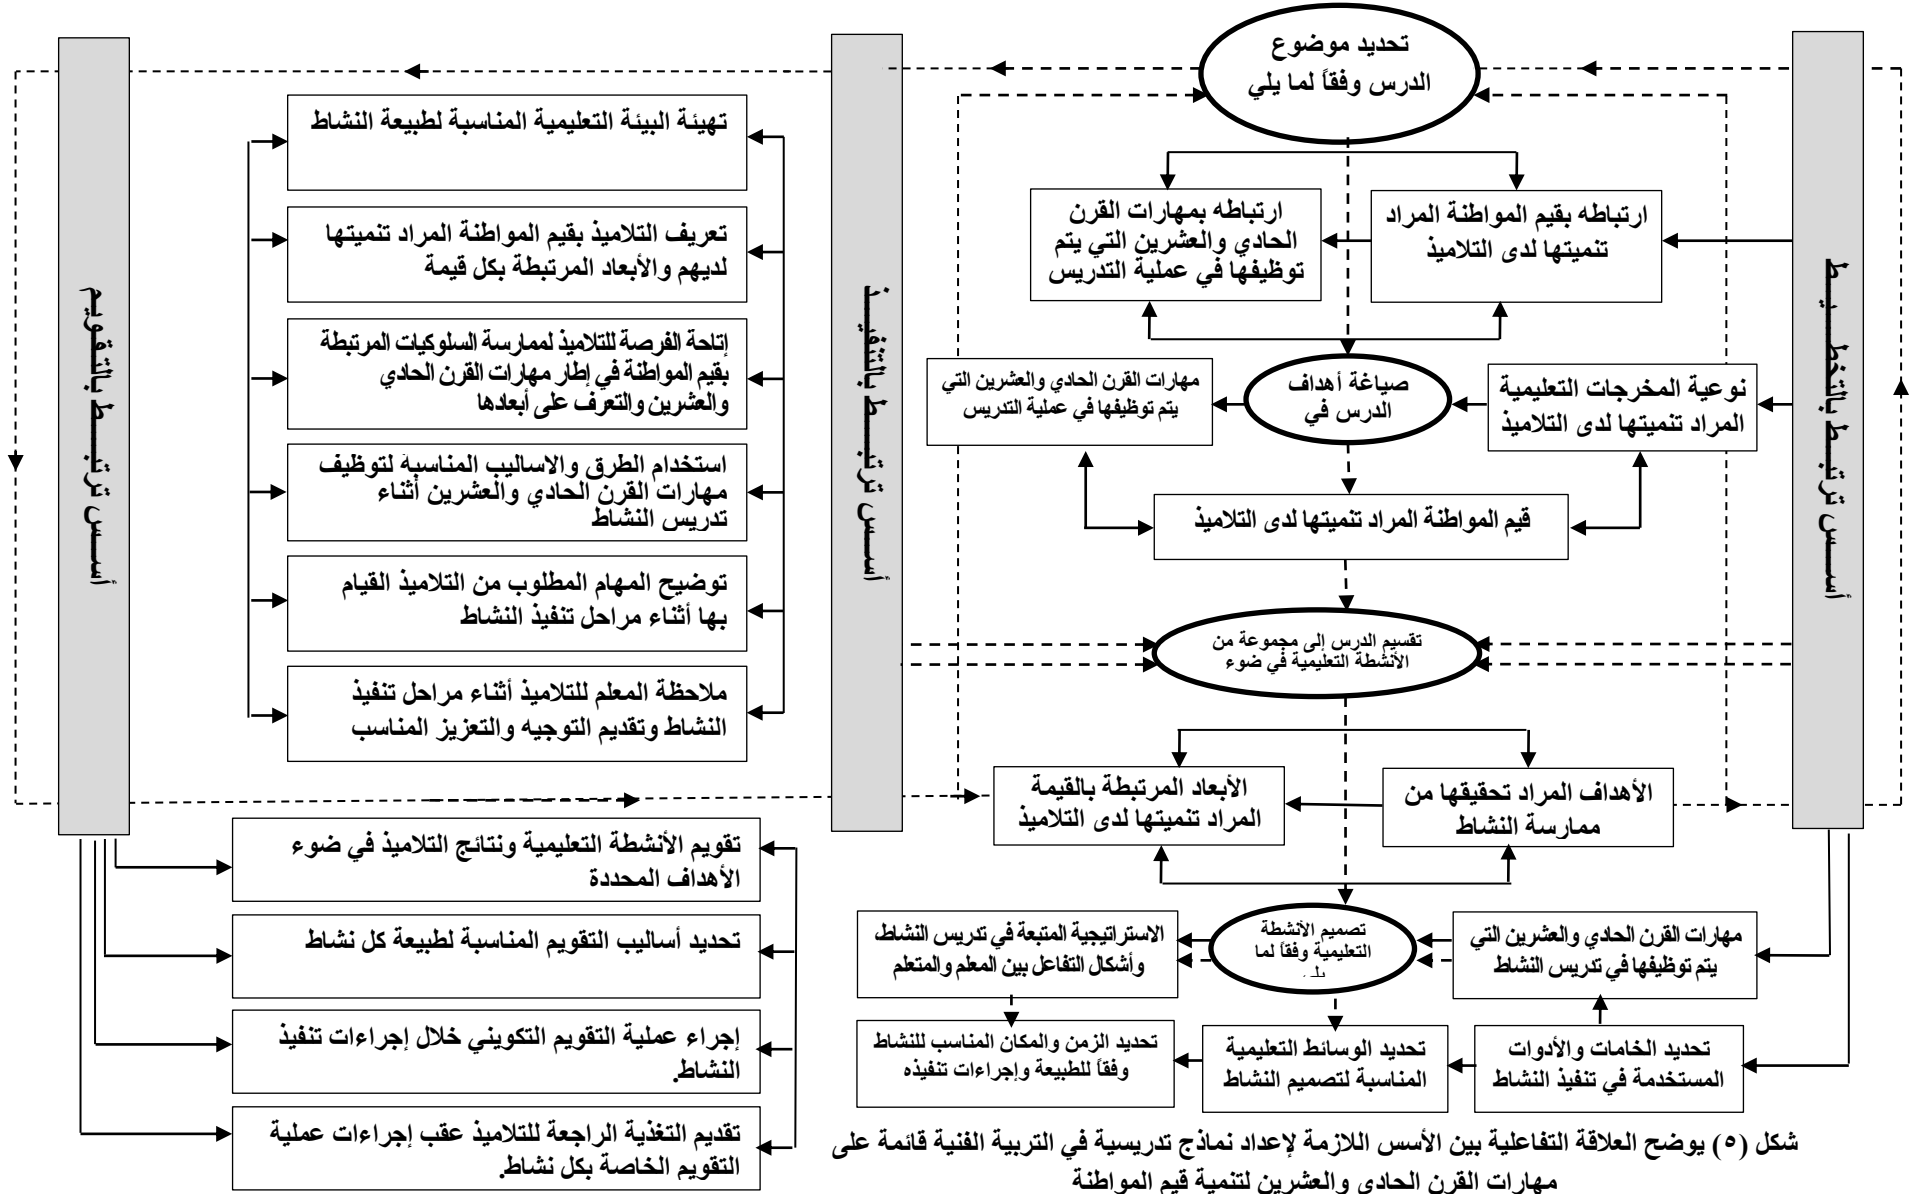 أســـس ترتبـــط بالتخطـــيـــط
تحديد موضوع
الدرس وفقاً لما يلي
ارتباطه بقيم المواطنة المراد
تنميتها لدى التلاميذ
ارتباطه بمهارات القرن
الحادي والعشرين التي يتم
توظيفها في عملية التدريس
نوعية المخرجات التعليمية
المراد تنميتها لدى التلاميذ
صياغة أهداف
الدرس في
مهارات القرن الحادي والعشرين التي
يتم توظيفها في عملية التدريس
قيم المواطنة المراد تنميتها لدى التلاميذ
تقسيم الدرس إلى مجموعة من
الأنشطة التعليمية في ضوء
الأهداف المراد تحقيقها من
ممارسة النشاط
الأبعاد المرتبطة بالقيمة
المراد تنميتها لدى التلاميذ
مهارات القرن الحادي والعشرين التي
يتم توظيفها في تدريس النشاط
تصميم الأنشطة
التعليمية وفقاً لما
يلي
الاستراتيجية المتبعة في تدريس النشاط
وأشكال التفاعل بين المعلم والمتعلم
تحديد الخامات والأدوات
المستخدمة في تنفيذ النشاط
تحديد الوسائط التعليمية
المناسبة لتصميم النشاط
تحديد الزمن والمكان المناسب للنشاط
وفقاً للطبيعة وإجراءات تنفيذه
أســـس ترتبـــط بالتنفيـــذ
تهيئة البيئة التعليمية المناسبة لطبيعة النشاط
تعريف التلاميذ بقيم المواطنة المراد تنميتها
لديهم والأبعاد المرتبطة بكل قيمة
إتاحة الفرصة للتلاميذ لممارسة السلوكيات المرتبطة
بقيم المواطنة في إطار مهارات القرن الحادي
والعشرين والتعرف على أبعادها
استخدام الطرق والاساليب المناسبة لتوظيف
مهارات القرن الحادي والعشرين أثناء
تدريس النشاط
توضيح المهام المطلوب من التلاميذ القيام
بها أثناء مراحل تنفيذ النشاط
ملاحظة المعلم للتلاميذ أثناء مراحل تنفيذ
النشاط وتقديم التوجيه والتعزيز المناسب
أســـس ترتبـــط بالتقويم
تقويم الأنشطة التعليمية ونتائج التلاميذ في ضوء
الأهداف المحددة
تحديد أساليب التقويم المناسبة لطبيعة كل نشاط
إجراء عملية التقويم التكويني خلال إجراءات تنفيذ
النشاط.
تقديم التغذية الراجعة للتلاميذ عقب إجراءات عملية
التقويم الخاصة بكل نشاط.
شكل (٥) يوضح العلاقة التفاعلية بين الأسس اللازمة لإعداد نماذج تدريسية في التربية الفنية قائمة على
مهارات القرن الحادي والعشرين لتنمية قيم المواطنة